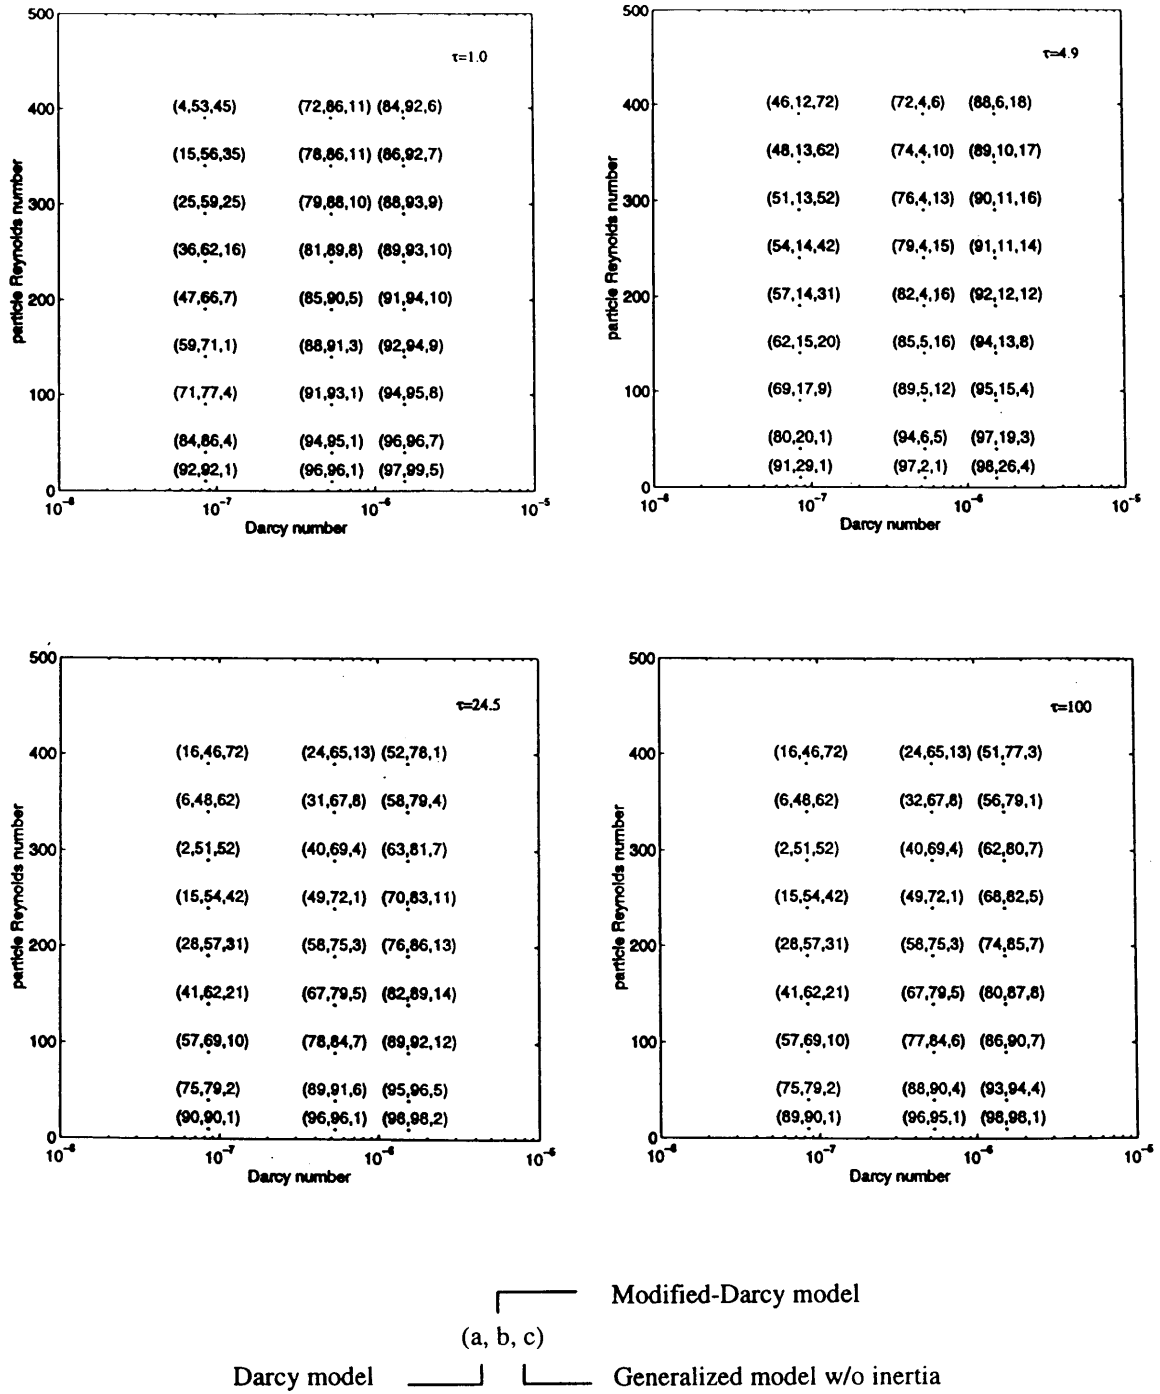 500
τ=1.0
400
(4,53,45) (72,86,11) (84,92,6)
(15,56,35) (78,86,11) (86,92,7)
300
(25,59,25) (79,88,10) (88,93,9)
(36,62,16) (81,89,8) (89,93,10)
200
(47,66,7) (85,90,5) (91,94,10)
(59,71,1) (88,91,3) (92,94,9)
100
(71,77,4) (91,93,1) (94,95,8)
(84,86,4) (94,95,1) (96,96,7)
(92,92,1) (96,96,1) (97,99,5)
0
10⁻⁸ 10⁻⁷ 10⁻⁶ 10⁻⁵
Darcy number
particle Reynolds number
500
τ=4.9
400
(46,12,72) (72,4,6) (88,6,18)
(48,13,62) (74,4,10) (89,10,17)
300
(51,13,52) (76,4,13) (90,11,16)
(54,14,42) (79,4,15) (91,11,14)
200
(57,14,31) (82,4,16) (92,12,12)
(62,15,20) (85,5,16) (94,13,8)
100
(69,17,9) (89,5,12) (95,15,4)
(80,20,1) (94,6,5) (97,19,3)
(91,29,1) (97,2,1) (98,26,4)
0
10⁻⁸ 10⁻⁷ 10⁻⁶ 10⁻⁵
Darcy number
particle Reynolds number
500
τ=24.5
400
(16,46,72) (24,65,13) (52,78,1)
(6,48,62) (31,67,8) (58,79,4)
300
(2,51,52) (40,69,4) (63,81,7)
(15,54,42) (49,72,1) (70,83,11)
200
(28,57,31) (58,75,3) (76,86,13)
(41,62,21) (67,79,5) (82,89,14)
100
(57,69,10) (78,84,7) (89,92,12)
(75,79,2) (89,91,6) (95,96,5)
(90,90,1) (96,96,1) (98,98,2)
0
10⁻⁸ 10⁻⁷ 10⁻⁶ 10⁻⁵
Darcy number
particle Reynolds number
500
τ=100
400
(16,46,72) (24,65,13) (51,77,3)
(6,48,62) (32,67,8) (56,79,1)
300
(2,51,52) (40,69,4) (62,80,7)
(15,54,42) (49,72,1) (68,82,5)
200
(28,57,31) (58,75,3) (74,85,7)
(41,62,21) (67,79,5) (80,87,8)
100
(57,69,10) (77,84,6) (86,90,7)
(75,79,2) (88,90,4) (93,94,4)
(89,90,1) (96,95,1) (98,98,1)
0
10⁻⁸ 10⁻⁷ 10⁻⁶ 10⁻⁵
Darcy number
particle Reynolds number
Modified-Darcy model
(a, b, c)
Darcy model
Generalized model w/o inertia